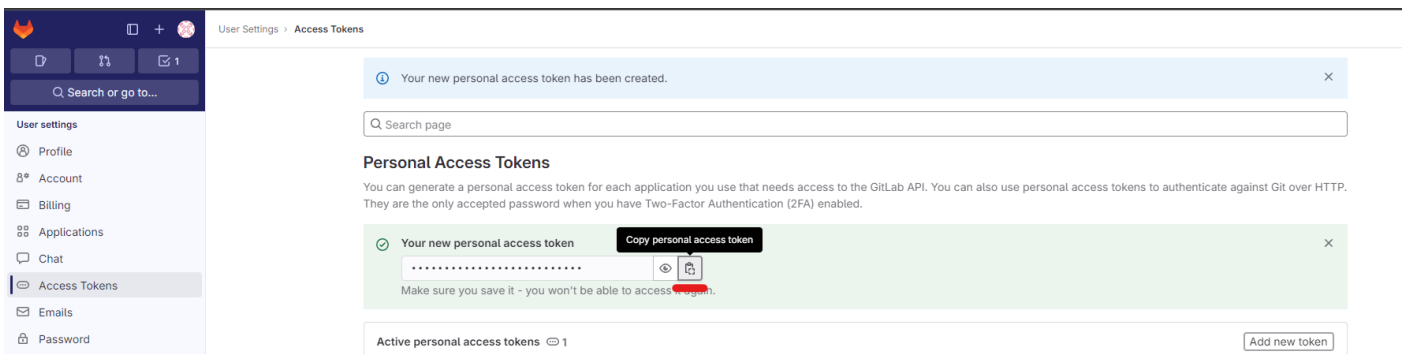 User Settings › Access Tokens
1
Search or go to...
User settings
Profile
Account
Billing
Applications
Chat
Access Tokens
Emails
Password
Your new personal access token has been created.
Search page
Personal Access Tokens
You can generate a personal access token for each application you use that needs access to the GitLab API. You can also use personal access tokens to authenticate against Git over HTTP.
They are the only accepted password when you have Two-Factor Authentication (2FA) enabled.
Your new personal access token
Copy personal access token
Make sure you save it - you won't be able to access it again.
Active personal access tokens 1
Add new token